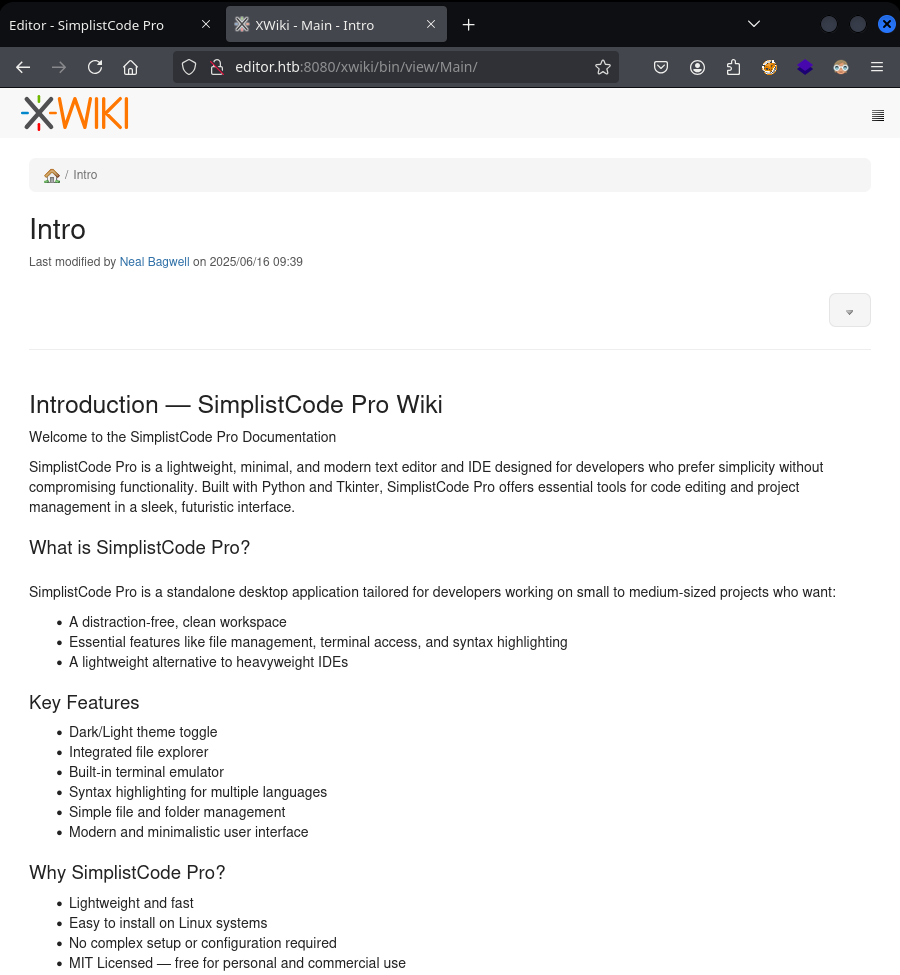 Editor - SimplistCode Pro
XWiki - Main - Intro
editor.htb:8080/xwiki/bin/view/Main/
XWIKI
/ Intro
Intro
Last modified by Neal Bagwell on 2025/06/16 09:39
Introduction — SimplistCode Pro Wiki
Welcome to the SimplistCode Pro Documentation
SimplistCode Pro is a lightweight, minimal, and modern text editor and IDE designed for developers who prefer simplicity without
compromising functionality. Built with Python and Tkinter, SimplistCode Pro offers essential tools for code editing and project
management in a sleek, futuristic interface.
What is SimplistCode Pro?
SimplistCode Pro is a standalone desktop application tailored for developers working on small to medium-sized projects who want:
• A distraction-free, clean workspace
• Essential features like file management, terminal access, and syntax highlighting
• A lightweight alternative to heavyweight IDEs
Key Features
• Dark/Light theme toggle
• Integrated file explorer
• Built-in terminal emulator
• Syntax highlighting for multiple languages
• Simple file and folder management
• Modern and minimalistic user interface
Why SimplistCode Pro?
• Lightweight and fast
• Easy to install on Linux systems
• No complex setup or configuration required
• MIT Licensed — free for personal and commercial use